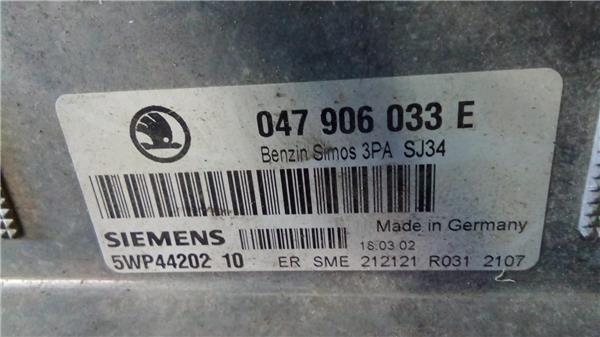 047 906 033 E
Benzin Simos 3PA SJ34
Made in Germany
SIEMENS 18.03.02
5WP44202 10 ER SME 212121 R031 2107